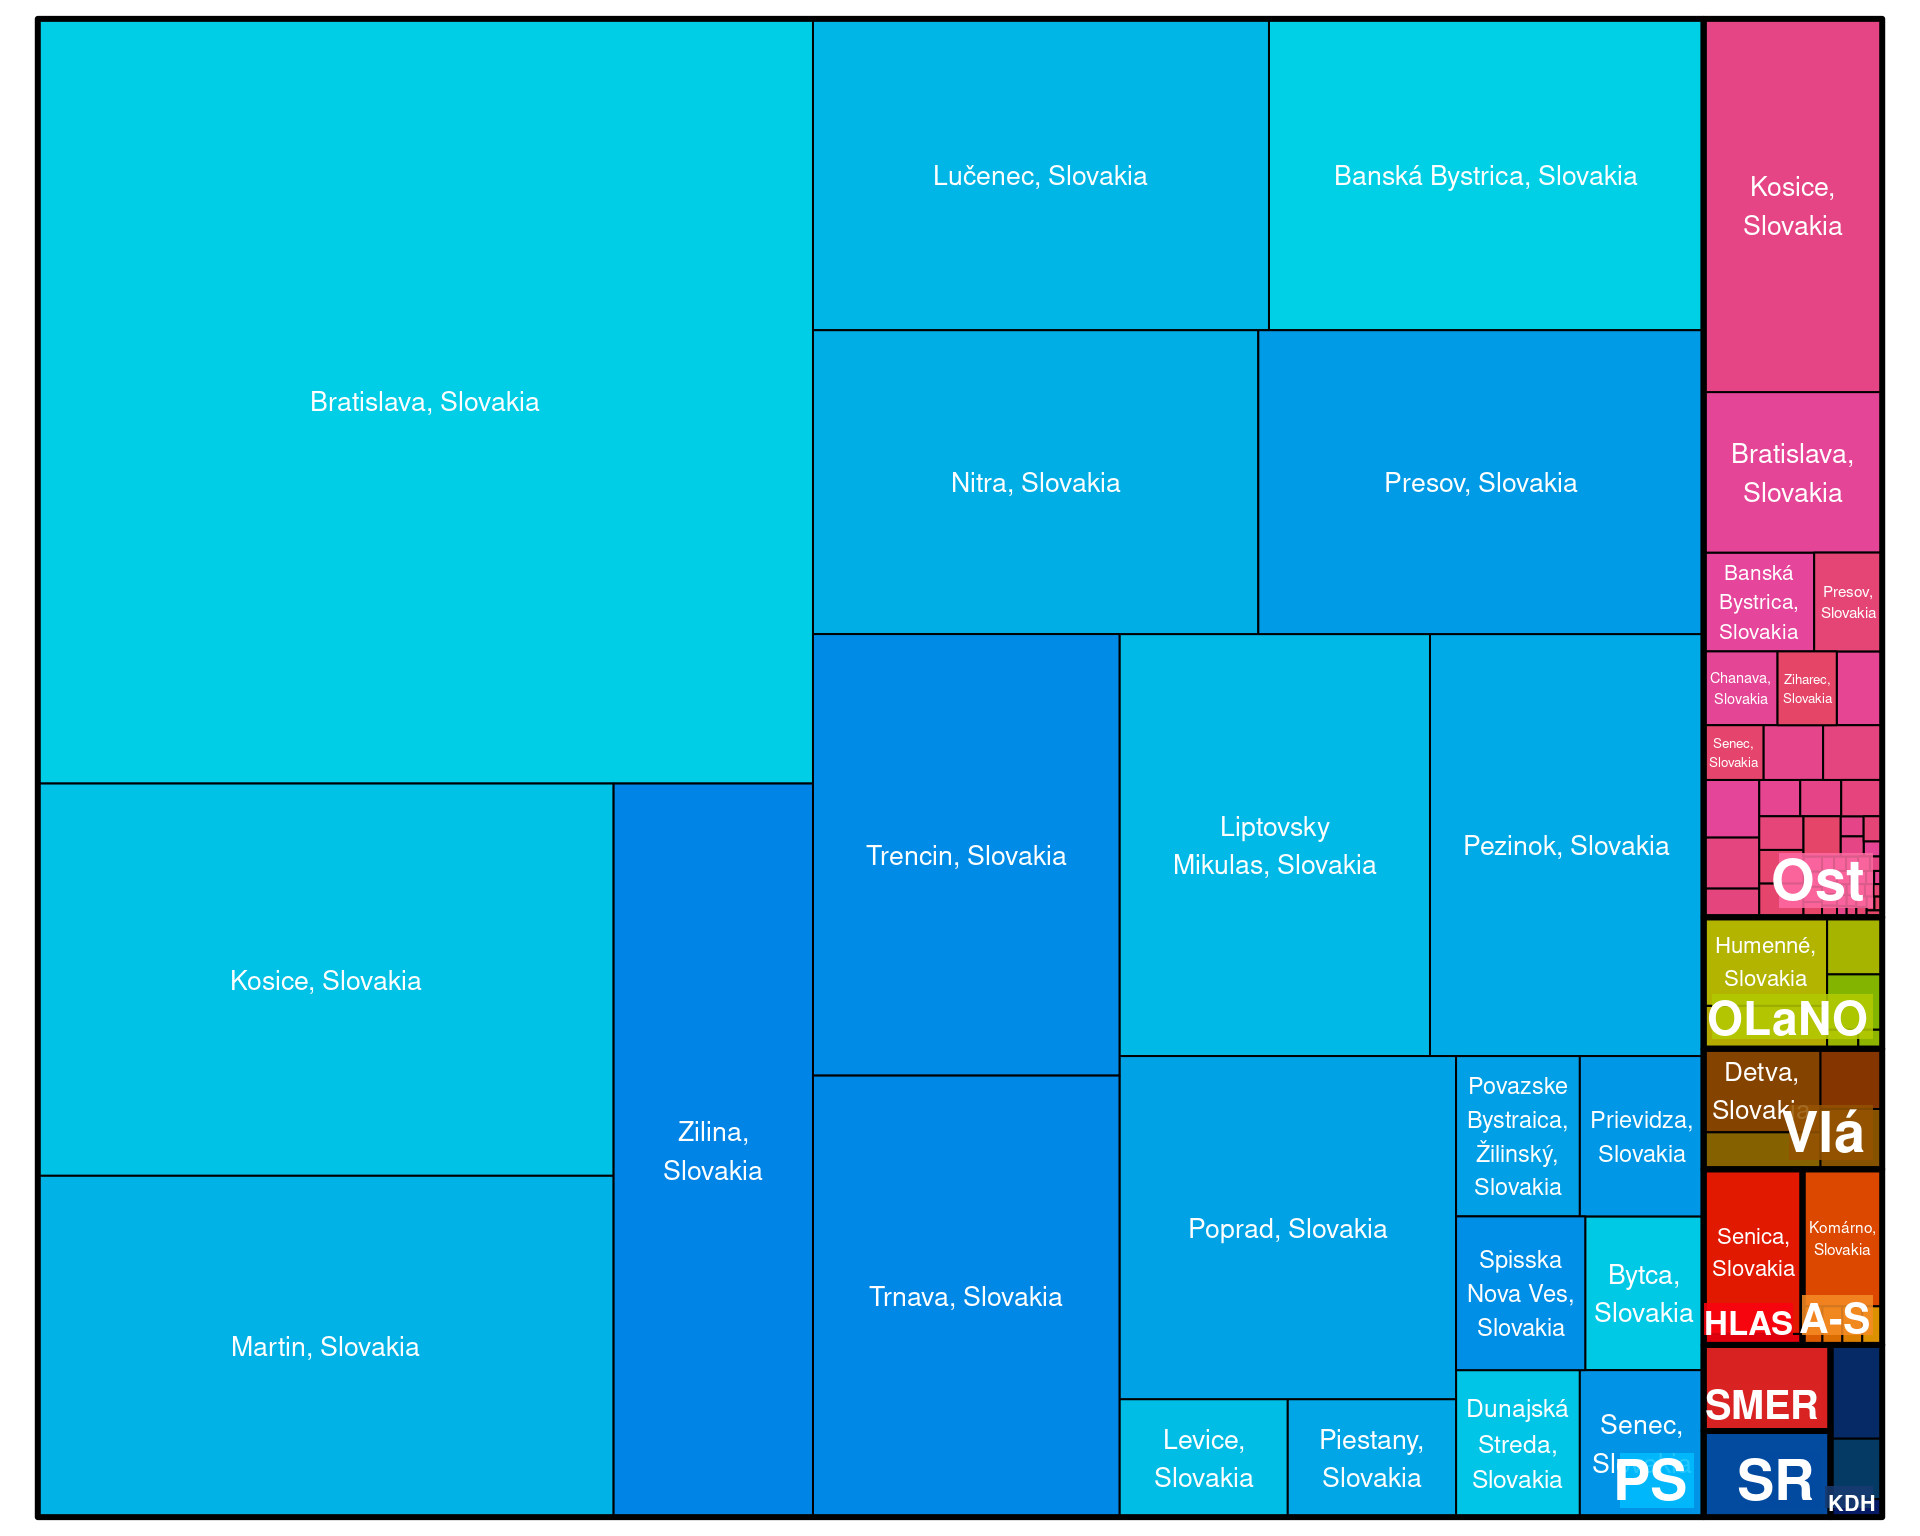 Bratislava, Slovakia
Lučenec, Slovakia
Banská Bystrica, Slovakia
Nitra, Slovakia
Presov, Slovakia
Kosice, Slovakia
Martin, Slovakia
Zilina,
Slovakia
Trencin, Slovakia
Trnava, Slovakia
Liptovsky
Mikulas, Slovakia
Pezinok, Slovakia
Poprad, Slovakia
Levice,
Slovakia
Piestany,
Slovakia
Povazske
Bystraica,
Žilinský,
Slovakia
Prievidza,
Slovakia
Spisska
Nova Ves,
Slovakia
Bytca,
Slovakia
Dunajská
Streda,
Slovakia
Senec,
Slovakia
PS
Kosice,
Slovakia
Bratislava,
Slovakia
Banská
Bystrica,
Slovakia
Presov,
Slovakia
Chanava,
Slovakia
Ziharec,
Slovakia
Senec,
Slovakia
Ost
Humenné,
Slovakia
OLaNO
Detva,
Slovakia
Vlá
Senica,
Slovakia
HLAS
Komárno,
Slovakia
A-S
SMER
SR
KDH